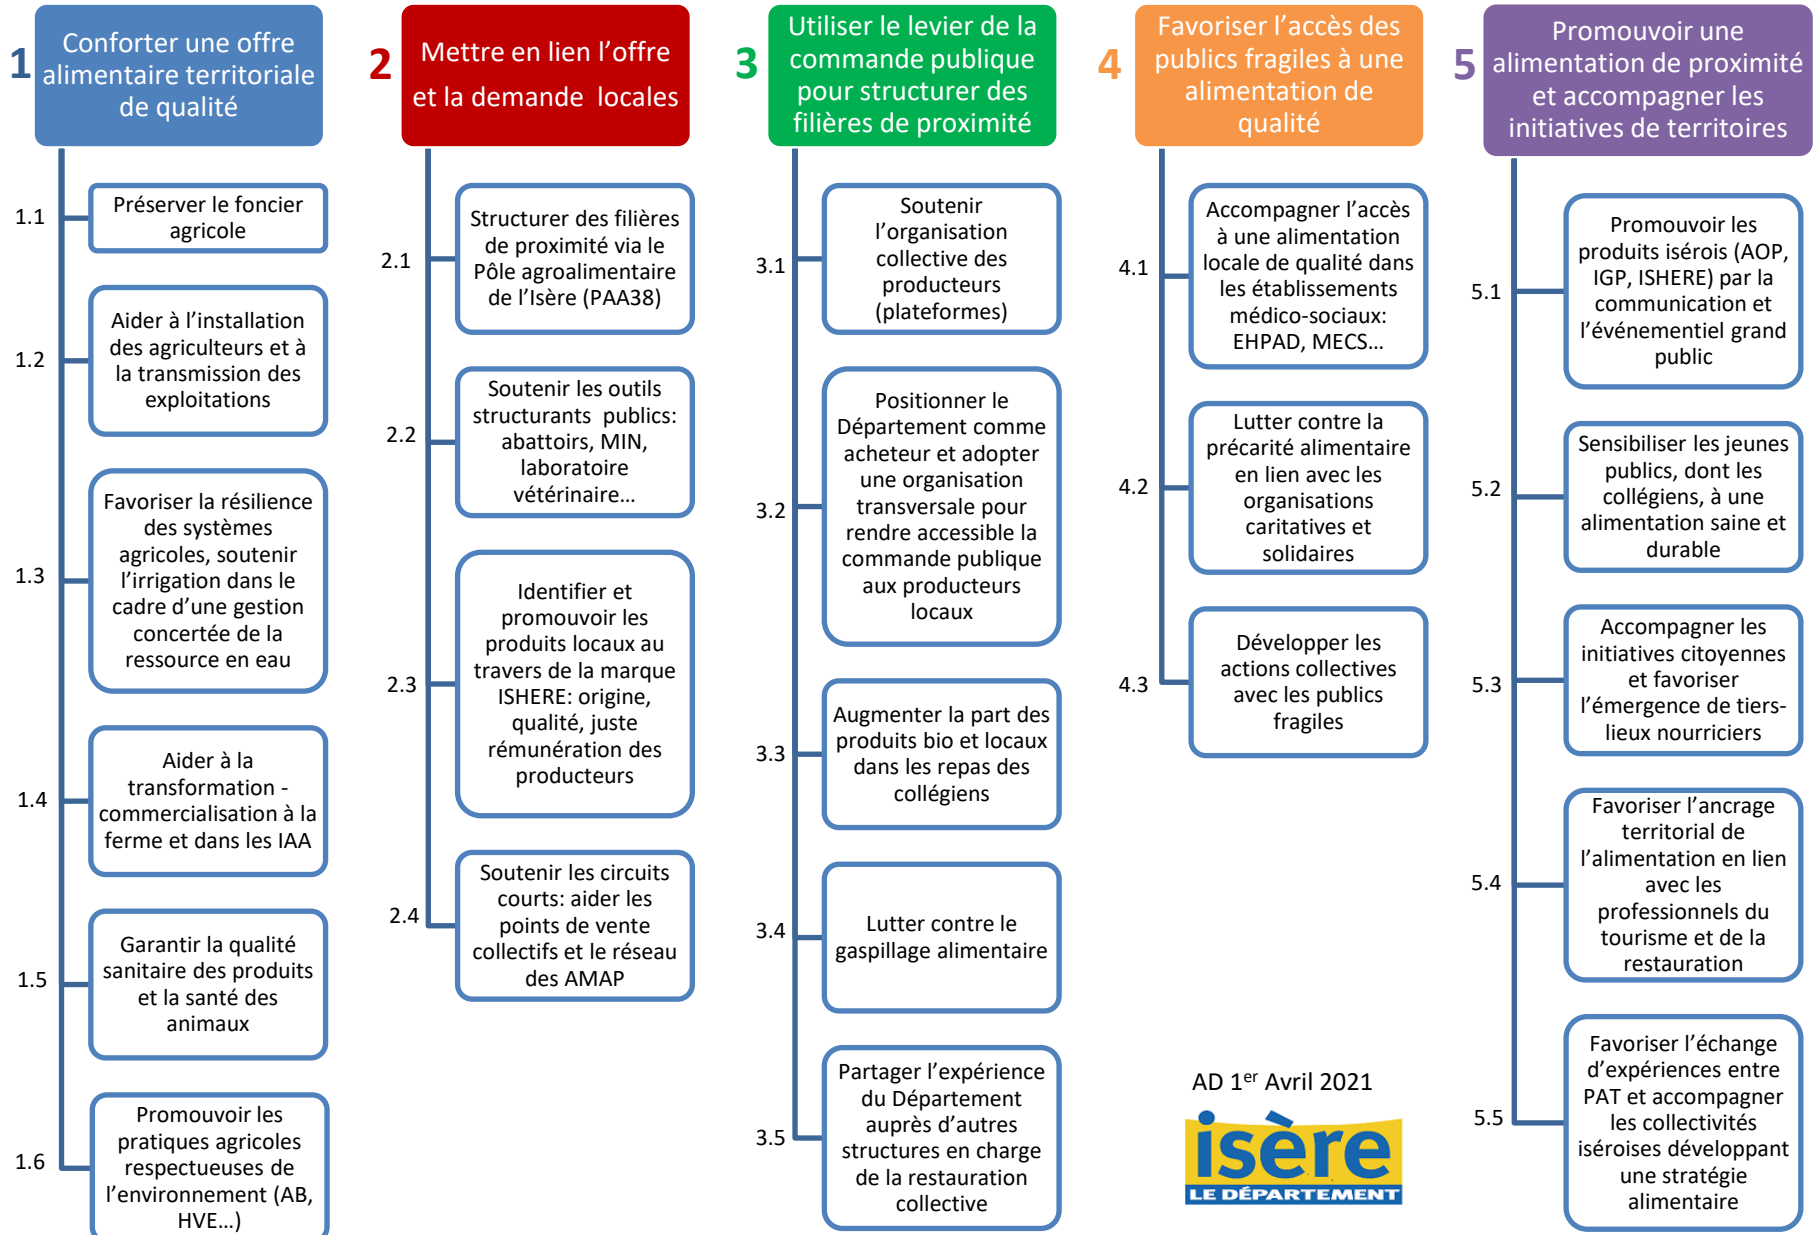 1
Conforter une offre
alimentaire territoriale
de qualité
1.1
Préserver le foncier
agricole
1.2
Aider à l’installation
des agriculteurs et à
la transmission des
exploitations
1.3
Favoriser la résilience
des systèmes
agricoles, soutenir
l’irrigation dans le
cadre d’une gestion
concertée de la
ressource en eau
1.4
Aider à la
transformation -
commercialisation à la
ferme et dans les IAA
1.5
Garantir la qualité
sanitaire des produits
et la santé des
animaux
1.6
Promouvoir les
pratiques agricoles
respectueuses de
l’environnement (AB,
HVE…)
2
Mettre en lien l’offre
et la demande locales
2.1
Structurer des filières
de proximité via le
Pôle agroalimentaire
de l’Isère (PAA38)
2.2
Soutenir les outils
structurants publics:
abattoirs, MIN,
laboratoire
vétérinaire…
2.3
Identifier et
promouvoir les
produits locaux au
travers de la marque
ISHERE: origine,
qualité, juste
rémunération des
producteurs
2.4
Soutenir les circuits
courts: aider les
points de vente
collectifs et le réseau
des AMAP
3
Utiliser le levier de la
commande publique
pour structurer des
filières de proximité
3.1
Soutenir
l’organisation
collective des
producteurs
(plateformes)
3.2
Positionner le
Département comme
acheteur et adopter
une organisation
transversale pour
rendre accessible la
commande publique
aux producteurs
locaux
3.3
Augmenter la part des
produits bio et locaux
dans les repas des
collégiens
3.4
Lutter contre le
gaspillage alimentaire
3.5
Partager l’expérience
du Département
auprès d’autres
structures en charge
de la restauration
collective
4
Favoriser l’accès des
publics fragiles à une
alimentation de
qualité
4.1
Accompagner l’accès
à une alimentation
locale de qualité dans
les établissements
médico-sociaux:
EHPAD, MECS…
4.2
Lutter contre la
précarité alimentaire
en lien avec les
organisations
caritatives et
solidaires
4.3
Développer les
actions collectives
avec les publics
fragiles
AD 1er Avril 2021
isère
LE DÉPARTEMENT
5
Promouvoir une
alimentation de proximité
et accompagner les
initiatives de territoires
5.1
Promouvoir les
produits isérois (AOP,
IGP, ISHERE) par la
communication et
l’événementiel grand
public
5.2
Sensibiliser les jeunes
publics, dont les
collégiens, à une
alimentation saine et
durable
5.3
Accompagner les
initiatives citoyennes
et favoriser
l’émergence de tiers-
lieux nourriciers
5.4
Favoriser l’ancrage
territorial de
l’alimentation en lien
avec les
professionnels du
tourisme et de la
restauration
5.5
Favoriser l’échange
d’expériences entre
PAT et accompagner
les collectivités
iséroises développant
une stratégie
alimentaire